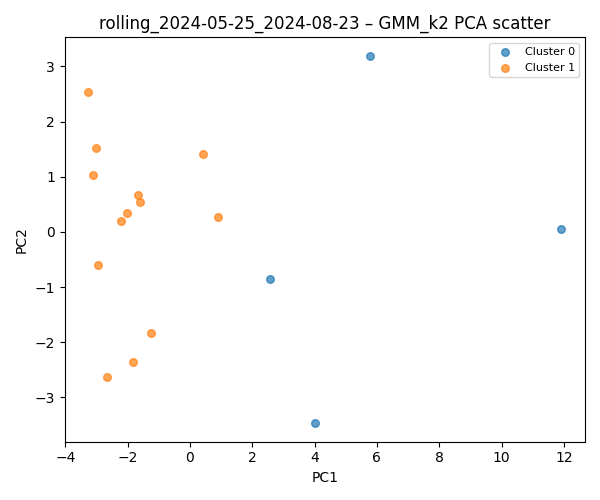 rolling_2024-05-25_2024-08-23 – GMM_k2 PCA scatter
Cluster 0
Cluster 1
PC2
3
2
1
0
−1
−2
−3
−4 −2 0 2 4 6 8 10 12
PC1